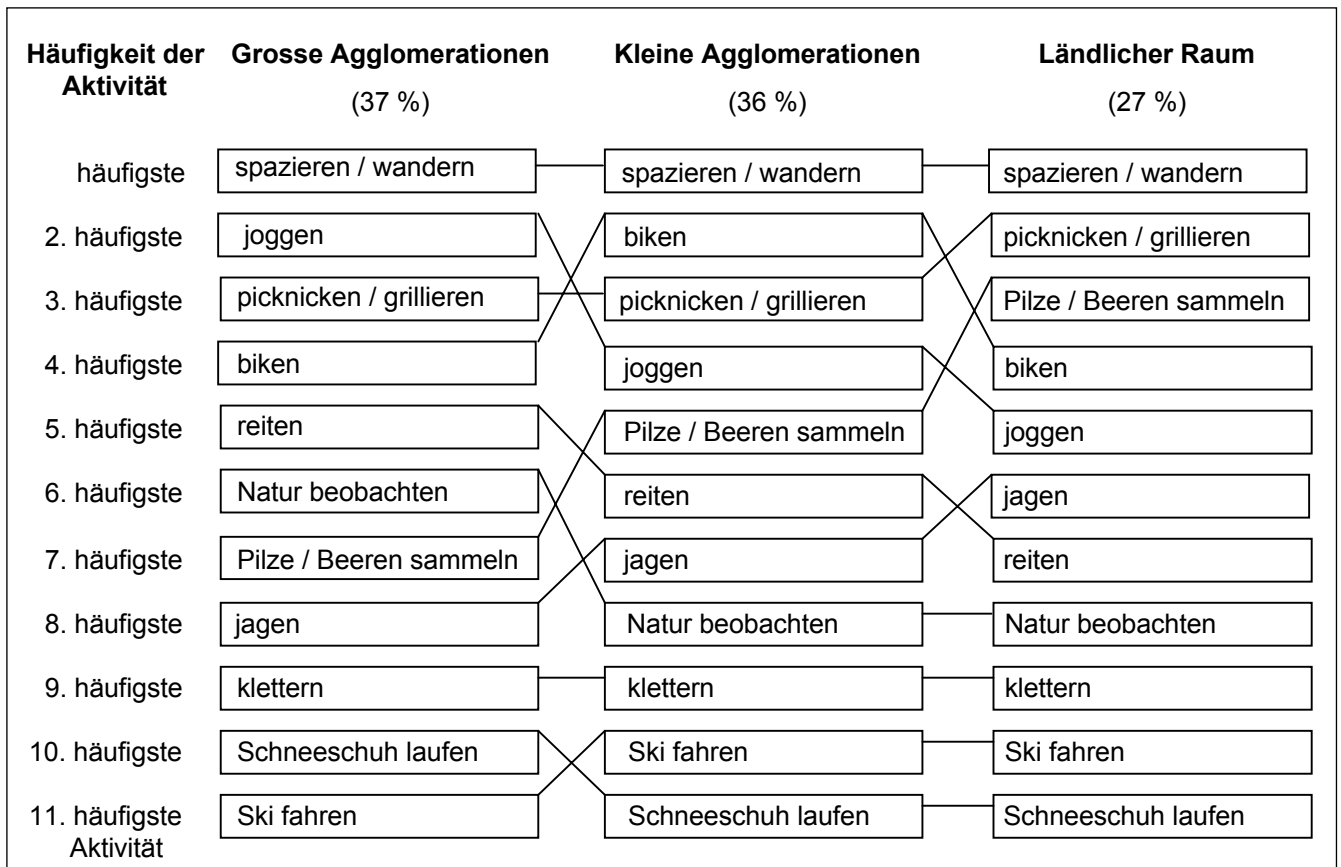 Häufigkeit der Aktivität
Grosse Agglomerationen (37 %)
Kleine Agglomerationen (36 %)
Ländlicher Raum (27 %)
häufigste spazieren / wandern spazieren / wandern spazieren / wandern
2. häufigste joggen biken picknicken / grillieren
3. häufigste picknicken / grillieren picknicken / grillieren Pilze / Beeren sammeln
4. häufigste biken joggen biken
5. häufigste reiten Pilze / Beeren sammeln joggen
6. häufigste Natur beobachten reiten jagen
7. häufigste Pilze / Beeren sammeln jagen reiten
8. häufigste jagen Natur beobachten Natur beobachten
9. häufigste klettern klettern klettern
10. häufigste Schneeschuh laufen Ski fahren Ski fahren
11. häufigste Ski fahren Schneeschuh laufen Schneeschuh laufen
Aktivität